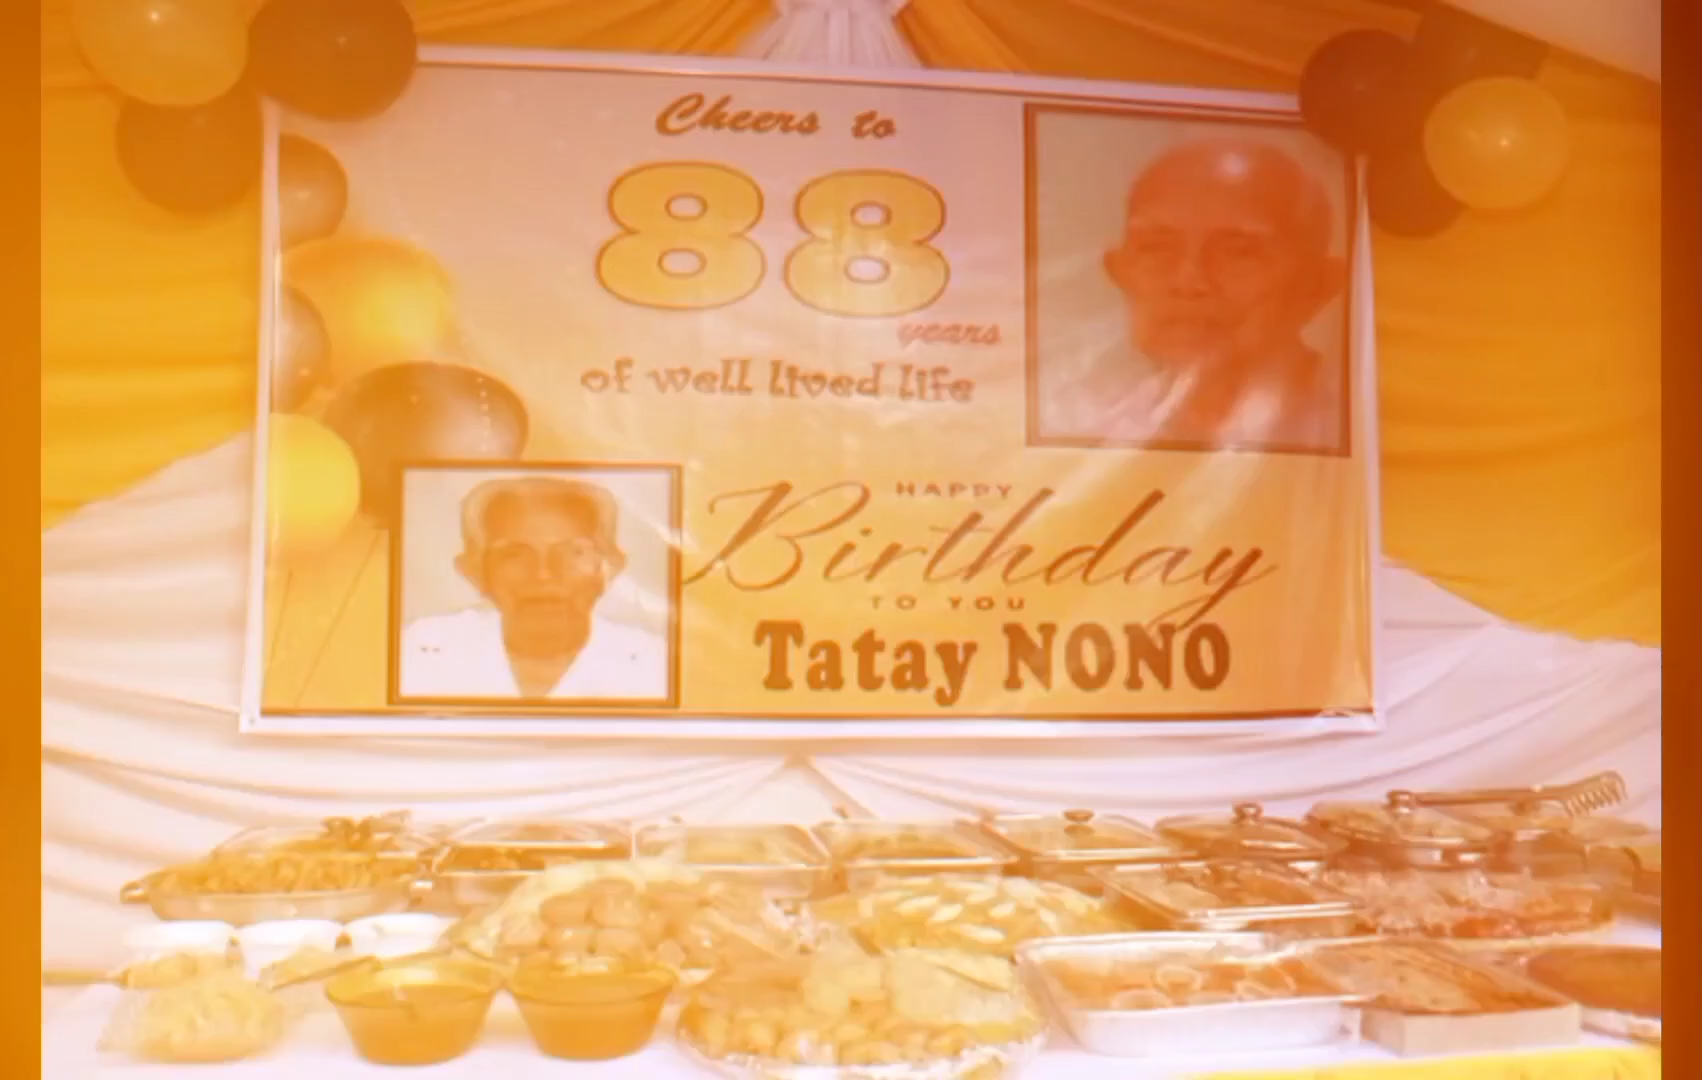 Cheers to
88
years
of well lived life
HAPPY
Birthday
TO YOU
Tatay NONO